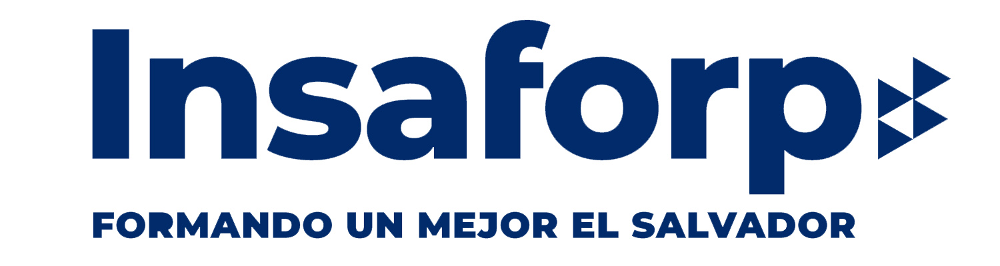 Insaforp
FORMANDO UN MEJOR EL SALVADOR